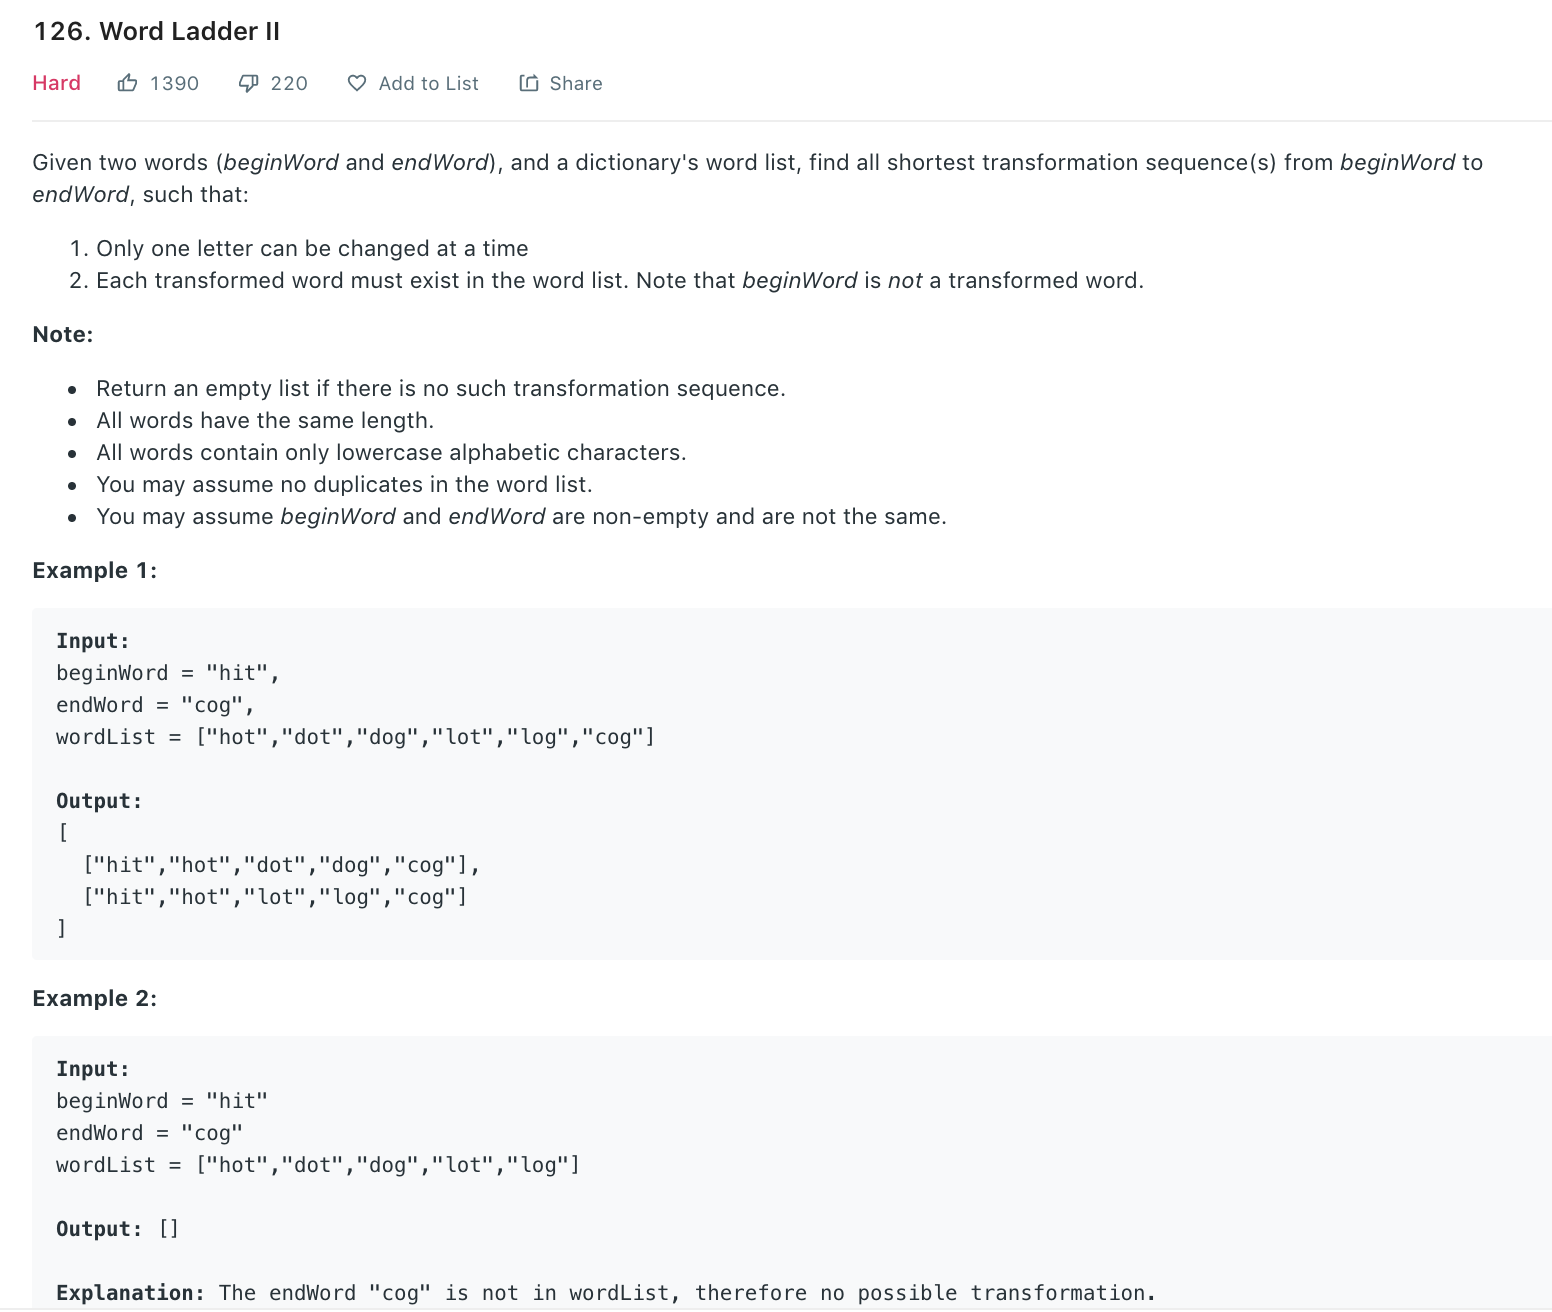 126. Word Ladder II
Hard 1390 220 Add to List Share
Given two words (beginWord and endWord), and a dictionary's word list, find all shortest transformation sequence(s) from beginWord to
endWord, such that:
1. Only one letter can be changed at a time
2. Each transformed word must exist in the word list. Note that beginWord is not a transformed word.
Note:
• Return an empty list if there is no such transformation sequence.
• All words have the same length.
• All words contain only lowercase alphabetic characters.
• You may assume no duplicates in the word list.
• You may assume beginWord and endWord are non-empty and are not the same.
Example 1:
Input:
beginWord = "hit",
endWord = "cog",
wordList = ["hot","dot","dog","lot","log","cog"]
Output:
[
["hit","hot","dot","dog","cog"],
["hit","hot","lot","log","cog"]
]
Example 2:
Input:
beginWord = "hit"
endWord = "cog"
wordList = ["hot","dot","dog","lot","log"]
Output: []
Explanation: The endWord "cog" is not in wordList, therefore no possible transformation.